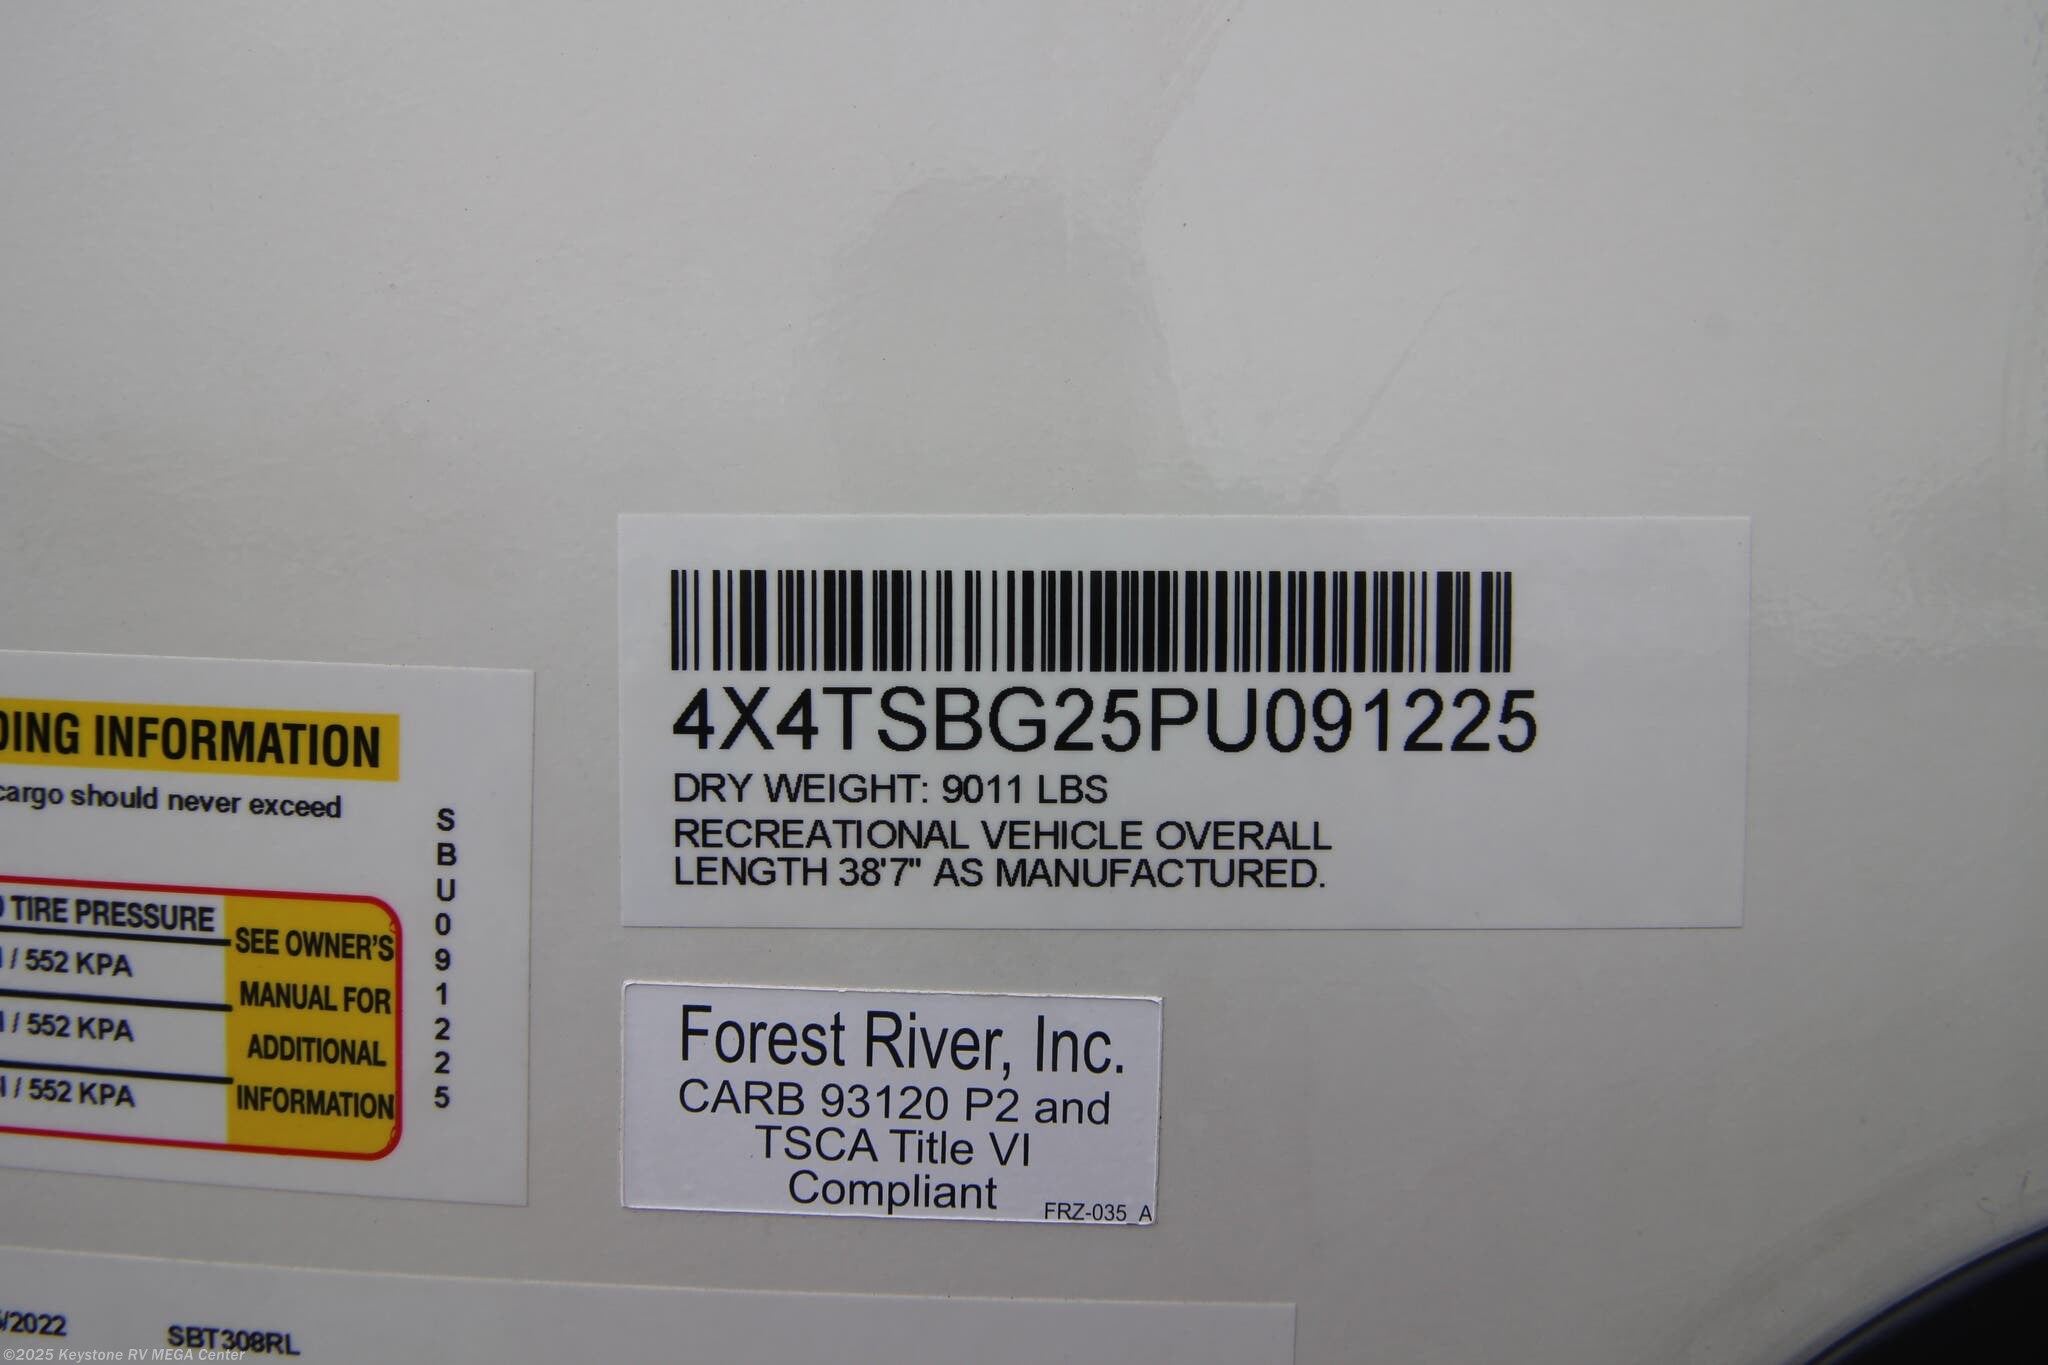 4X4TSBG25PU091225
DRY WEIGHT: 9011 LBS
RECREATIONAL VEHICLE OVERALL
LENGTH 38'7" AS MANUFACTURED.
DING INFORMATION
cargo should never exceed
TIRE PRESSURE
/ 552 KPA
/ 552 KPA
/ 552 KPA
SEE OWNER'S
MANUAL FOR
ADDITIONAL
INFORMATION
S
B
U
0
9
1
2
2
5
Forest River, Inc.
CARB 93120 P2 and
TSCA Title VI
Compliant
FRZ-035_A
/2022 SBT308RL
©2025 Keystone RV MEGA Center